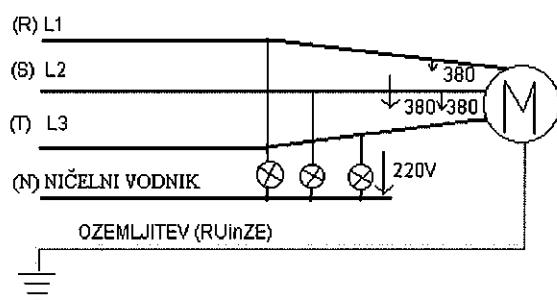 (R) L1
380
(S) L2
380 380
M
(T) L3
220V
(N) NIČELNI VODNIK
OZEMLJITEV (RUinZE)